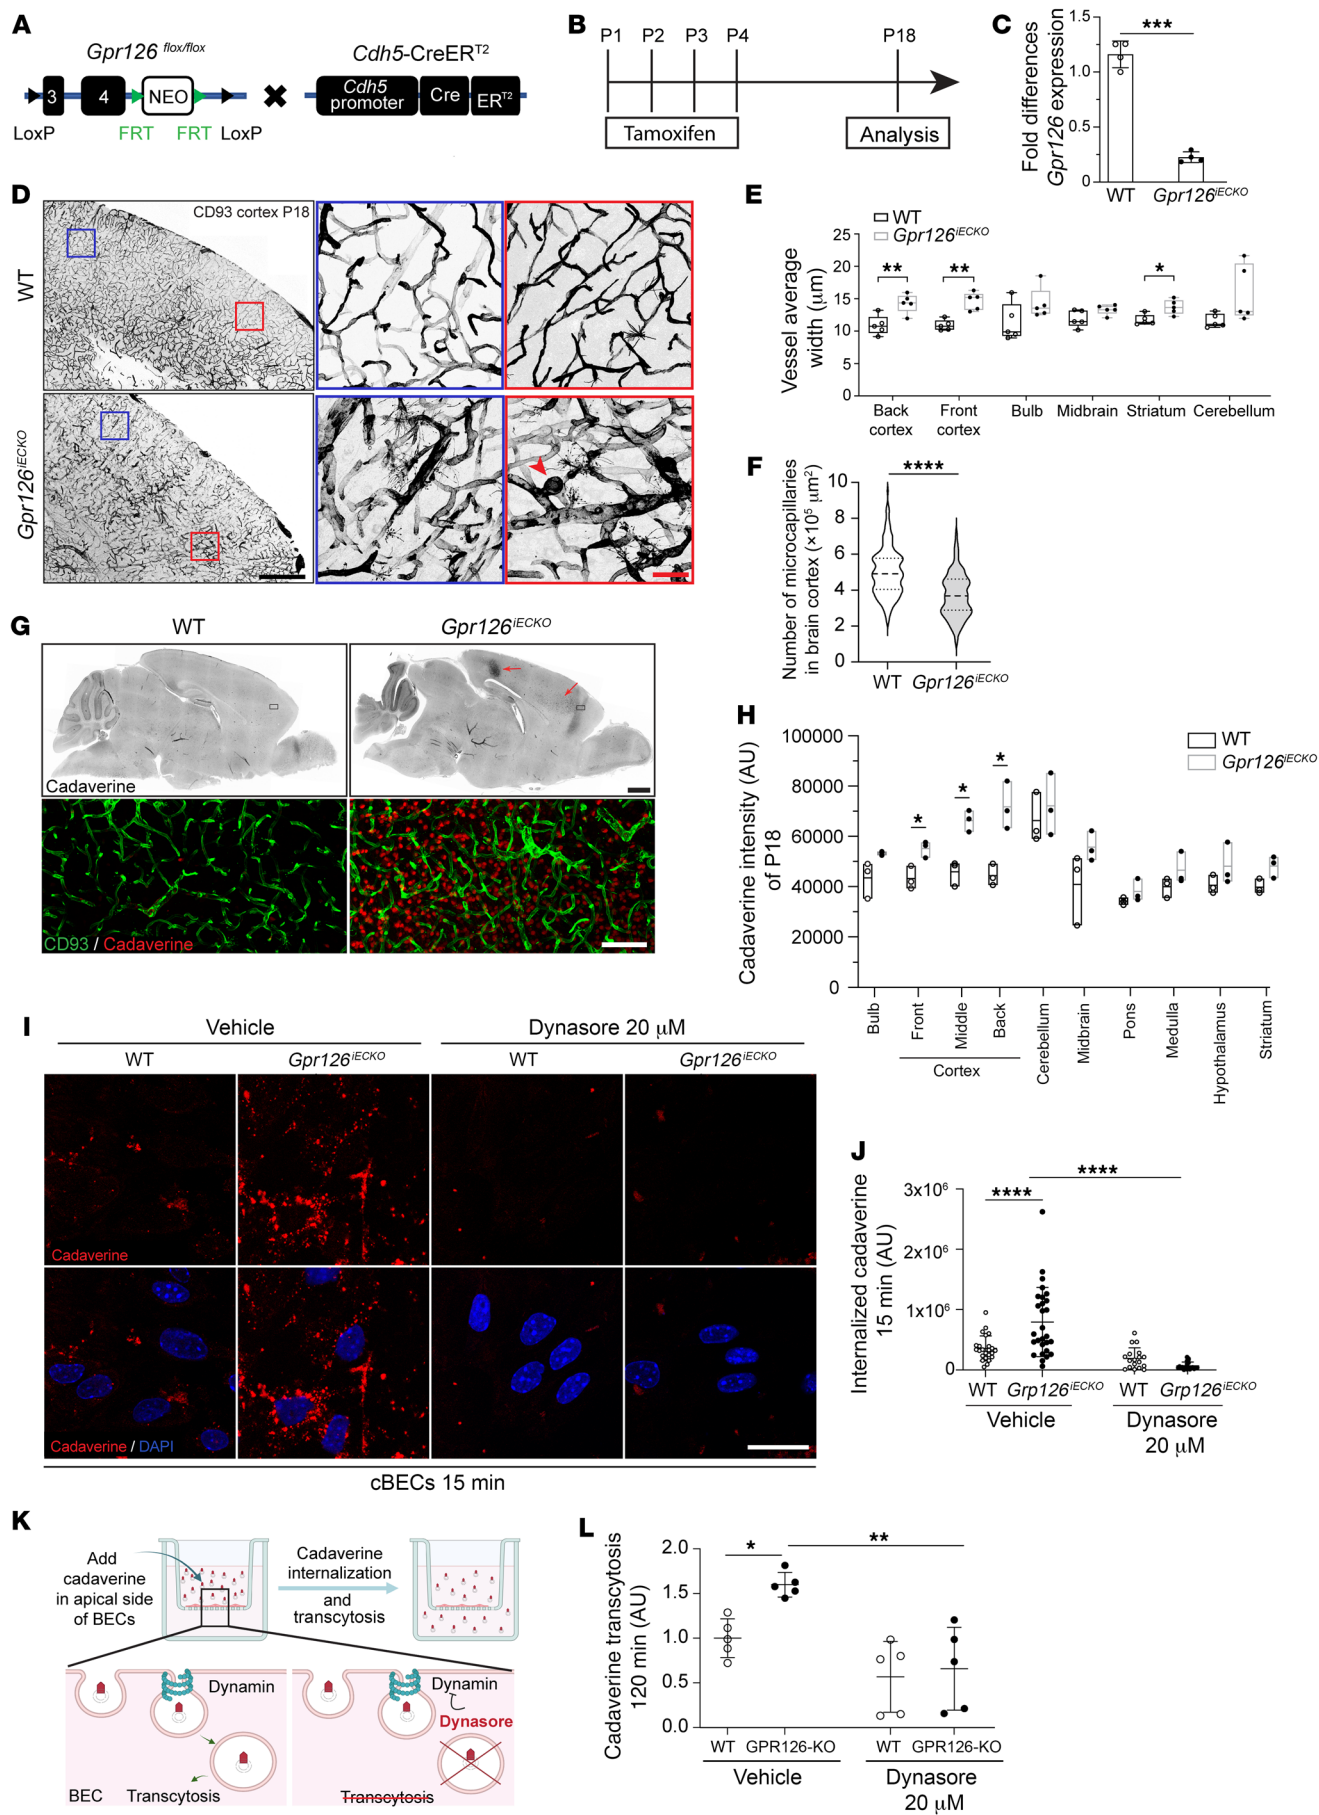 A
Gpr126 flox/flox
Cdh5-CreERT2
3
4
NEO
Cdh5
promoter
Cre
ERT2
LoxP
FRT
FRT
LoxP
B
P1
P2
P3
P4
P18
Tamoxifen
Analysis
C
Fold differences
Gpr126 expression
1.5
1.0
0.5
0
***
WT
Gpr126iECKO
D
CD93 cortex P18
WT
Gpr126iECKO
E
WT
Gpr126iECKO
Vessel average
width (μm)
25
20
15
10
5
0
**
**
*
Back
cortex
Front
cortex
Bulb
Midbrain
Striatum
Cerebellum
F
Number of microcapillaries
in brain cortex (×10⁵ μm2)
10
8
6
4
2
0
****
WT
Gpr126iECKO
G
WT
Gpr126iECKO
Cadaverine
CD93 / Cadaverine
H
Cadaverine intensity (AU)
of P18
100000
80000
60000
40000
20000
0
WT
Gpr126iECKO
*
*
*
Bulb
Front
Middle
Back
Cerebellum
Midbrain
Pons
Medulla
Hypothalamus
Striatum
Cortex
I
Vehicle
Dynasore 20 μM
WT
Gpr126iECKO
WT
Gpr126iECKO
Cadaverine
Cadaverine / DAPI
cBECs 15 min
J
Internalized cadaverine
15 min (AU)
3x10⁶
2x10⁶
1x10⁶
0
****
****
WT
Grp126iECKO
WT
Grp126iECKO
Vehicle
Dynasore
20 μM
K
Add
cadaverine
in apical side
of BECs
Cadaverine
internalization
and
transcytosis
Dynamin
BEC
Transcytosis
Dynamin
Dynasore
Transcytosis
L
Cadaverine transcytosis
120 min (AU)
2.0
1.5
1.0
0.5
0.0
*
**
WT
GPR126-KO
WT
GPR126-KO
Vehicle
Dynasore
20 μM